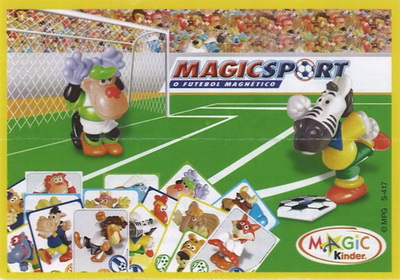 MAGICSPORT
O FUTEBOL MAGNÉTICO
© MPG S-417
MAGIC
Kinder.